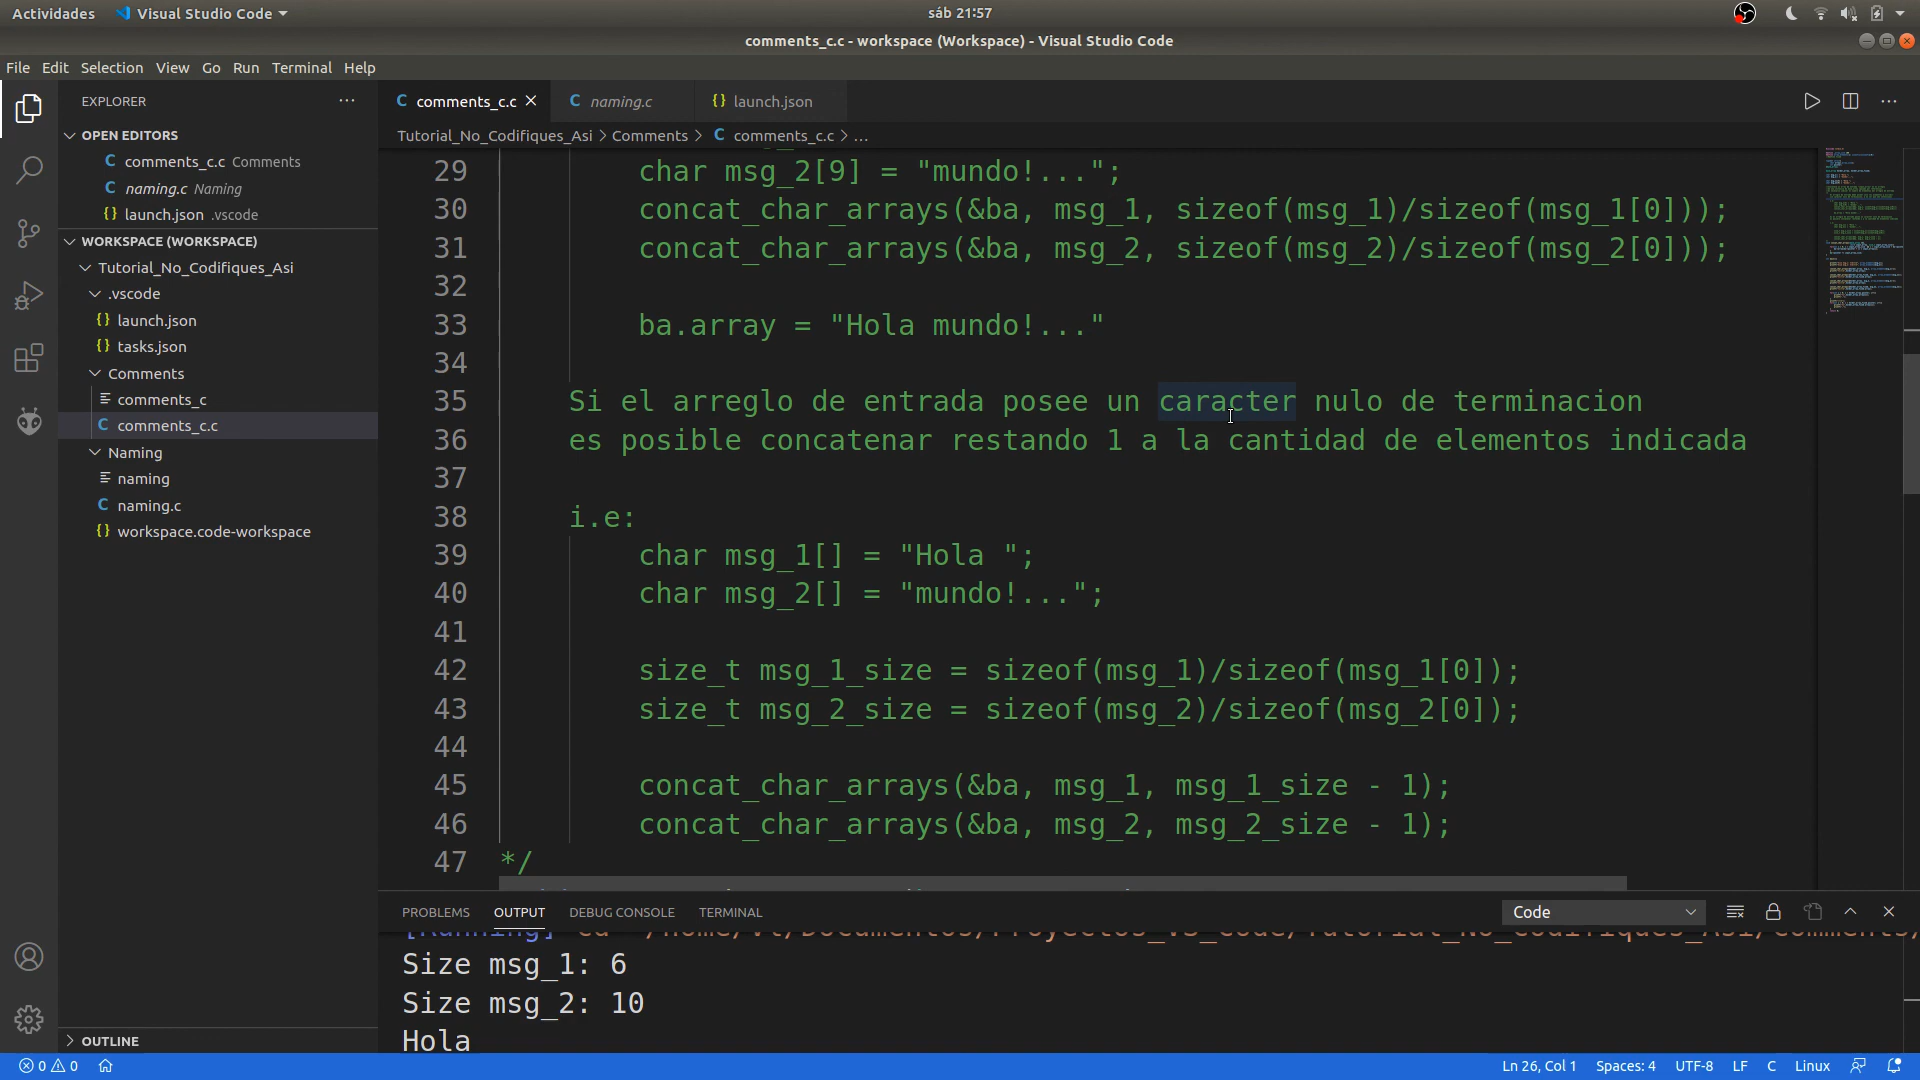 Actividades Visual Studio Code sáb 21:57
comments_c.c - workspace (Workspace) - Visual Studio Code
File Edit Selection View Go Run Terminal Help
EXPLORER
OPEN EDITORS
comments_c.c Comments
naming.c Naming
launch.json .vscode
WORKSPACE (WORKSPACE)
Tutorial_No_Codifiques_Asi
.vscode
launch.json
tasks.json
Comments
comments_c
comments_c.c
Naming
naming
naming.c
workspace.code-workspace
OUTLINE
comments_c.c naming.c launch.json
Tutorial_No_Codifiques_Asi > Comments > comments_c.c > ...
29 char msg_2[9] = "mundo!...";
30 concat_char_arrays(&ba, msg_1, sizeof(msg_1)/sizeof(msg_1[0]));
31 concat_char_arrays(&ba, msg_2, sizeof(msg_2)/sizeof(msg_2[0]));
32
33 ba.array = "Hola mundo!..."
34
35 Si el arreglo de entrada posee un caracter nulo de terminacion
36 es posible concatenar restando 1 a la cantidad de elementos indicada
37
38 i.e:
39 char msg_1[] = "Hola ";
40 char msg_2[] = "mundo!...";
41
42 size_t msg_1_size = sizeof(msg_1)/sizeof(msg_1[0]);
43 size_t msg_2_size = sizeof(msg_2)/sizeof(msg_2[0]);
44
45 concat_char_arrays(&ba, msg_1, msg_1_size - 1);
46 concat_char_arrays(&ba, msg_2, msg_2_size - 1);
47 */
PROBLEMS OUTPUT DEBUG CONSOLE TERMINAL Code
Size msg_1: 6
Size msg_2: 10
Hola
0 0 Ln 26, Col 1 Spaces: 4 UTF-8 LF C Linux